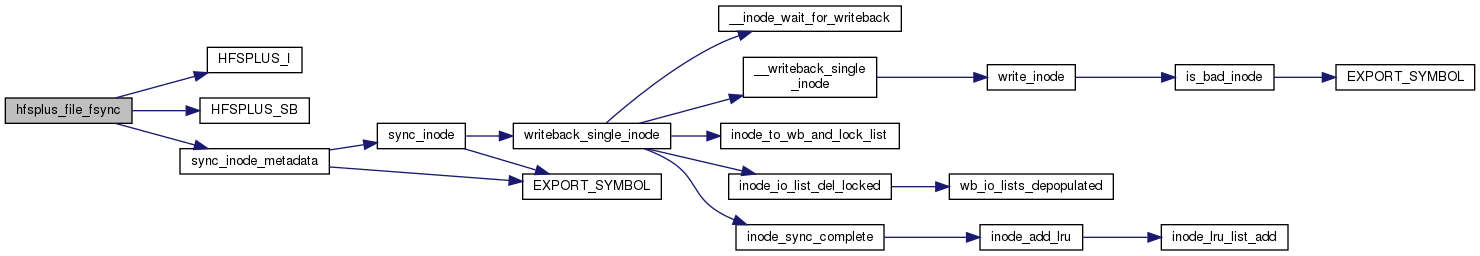 hfsplus_file_fsync
HFSPLUS_I
HFSPLUS_SB
sync_inode_metadata
sync_inode
EXPORT_SYMBOL
writeback_single_inode
__inode_wait_for_writeback
__writeback_single
_inode
inode_to_wb_and_lock_list
inode_io_list_del_locked
inode_sync_complete
write_inode
is_bad_inode
EXPORT_SYMBOL
wb_io_lists_depopulated
inode_add_lru
inode_lru_list_add